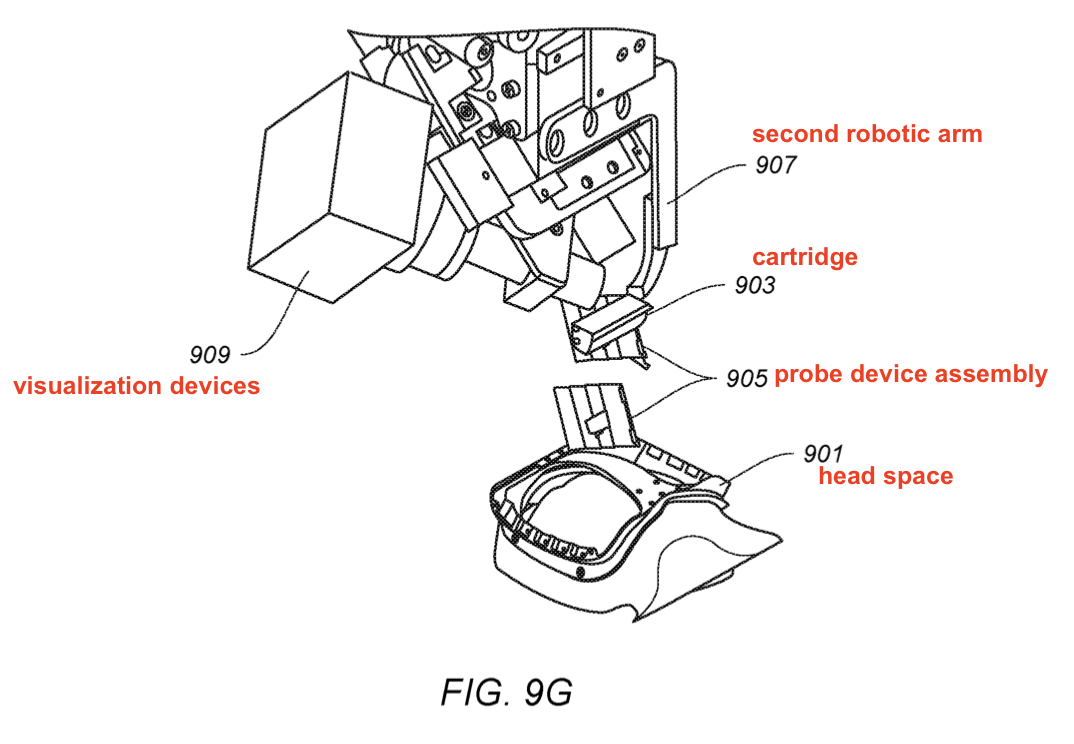 second robotic arm
907
cartridge
903
909
visualization devices
905 probe device assembly
901
head space
FIG. 9G